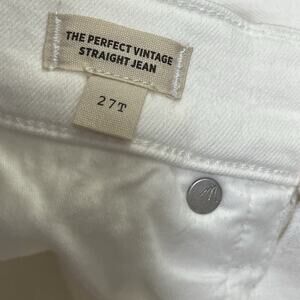 THE PERFECT VINTAGE
STRAIGHT JEAN
27T